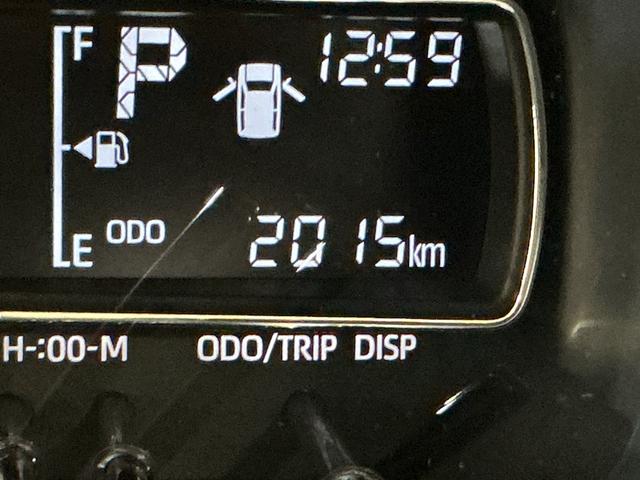 F P 12:59
E ODO 2015km
H-:00-M ODO/TRIP DISP